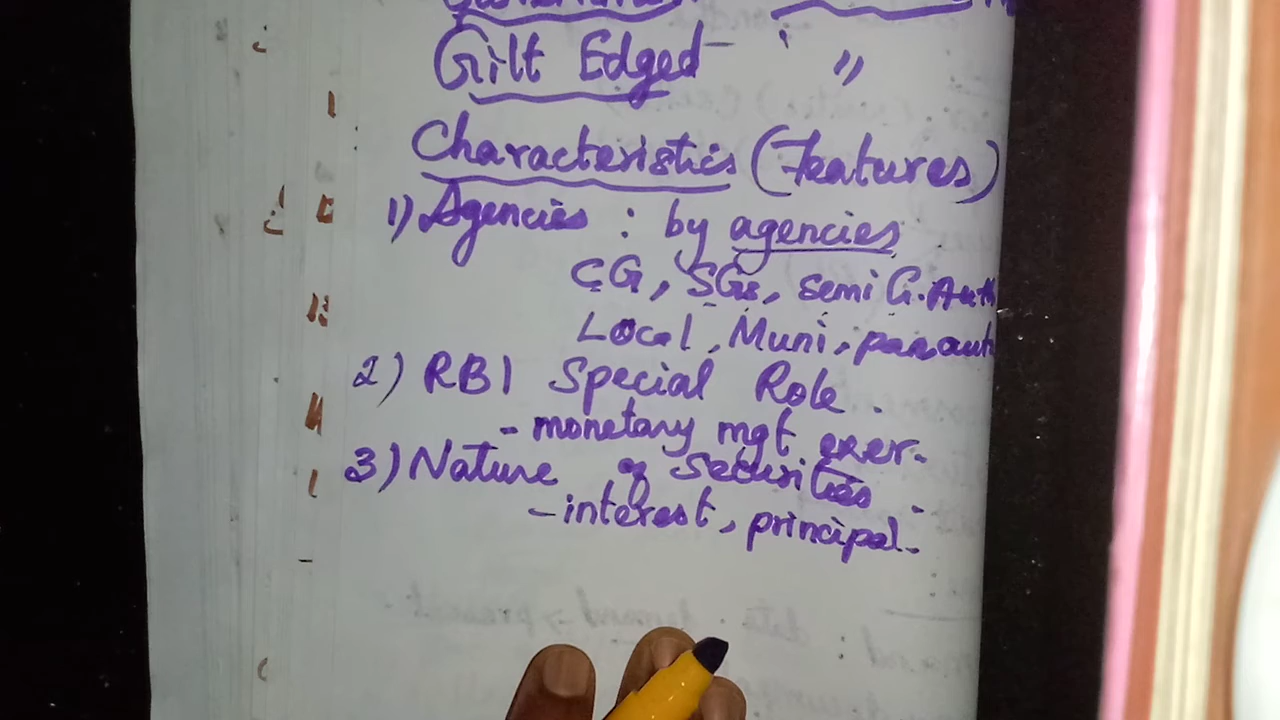 Gilt Edged - "
Characteristics (Features)
1) Agencies : by agencies
CG, SGs, semi G. Auth
Local, Muni,
2) RBI Special Role.
- monetary mgt exer.
3) Nature of Securities.
- interest, principal.